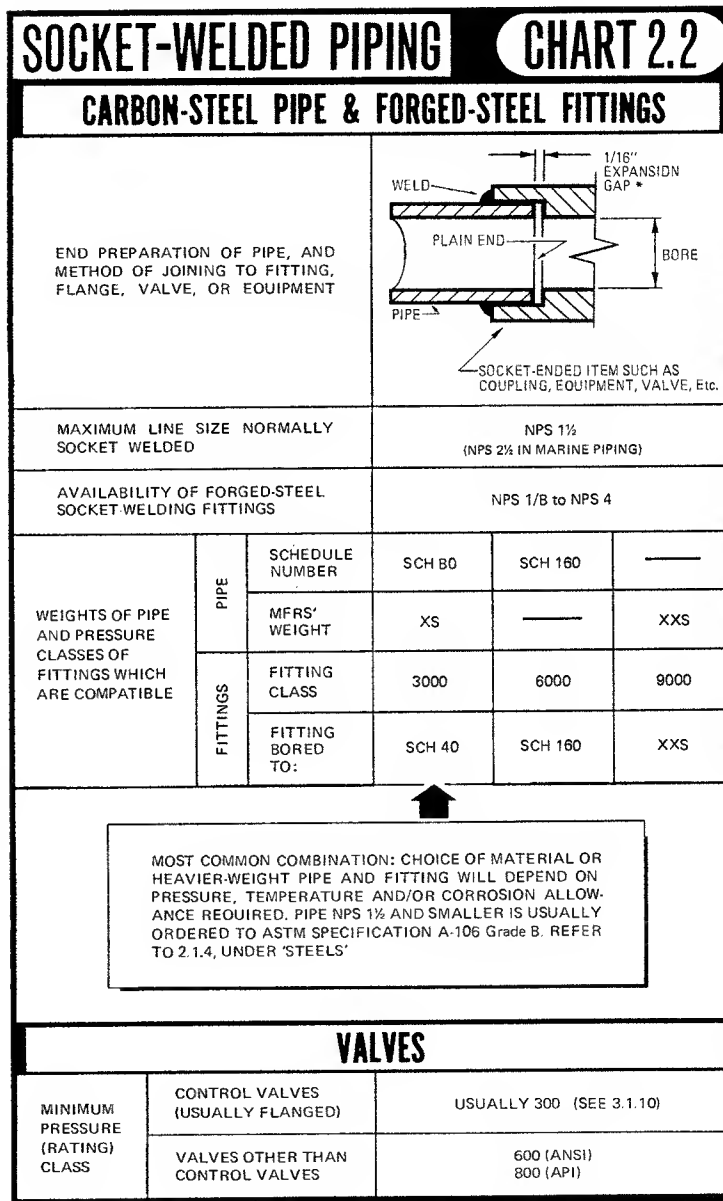 SOCKET-WELDED PIPING CHART 2.2
CARBON-STEEL PIPE & FORGED-STEEL FITTINGS
END PREPARATION OF PIPE, AND
METHOD OF JOINING TO FITTING,
FLANGE, VALVE, OR EQUIPMENT
1/16"
EXPANSION
GAP *
WELD
PLAIN END
BORE
PIPE
SOCKET-ENDED ITEM SUCH AS
COUPLING, EQUIPMENT, VALVE, Etc.
MAXIMUM LINE SIZE NORMALLY
SOCKET WELDED
NPS 1½
(NPS 2½ IN MARINE PIPING)
AVAILABILITY OF FORGED-STEEL
SOCKET-WELDING FITTINGS
NPS 1/B to NPS 4
WEIGHTS OF PIPE
AND PRESSURE
CLASSES OF
FITTINGS WHICH
ARE COMPATIBLE
PIPE
SCHEDULE
NUMBER
SCH B0
SCH 160
MFRS'
WEIGHT
XS
XXS
FITTINGS
FITTING
CLASS
3000
6000
9000
FITTING
BORED
TO:
SCH 40
SCH 160
XXS
MOST COMMON COMBINATION: CHOICE OF MATERIAL OR
HEAVIER-WEIGHT PIPE AND FITTING WILL DEPEND ON
PRESSURE, TEMPERATURE AND/OR CORROSION ALLOW-
ANCE REQUIRED. PIPE NPS 1½ AND SMALLER IS USUALLY
ORDERED TO ASTM SPECIFICATION A-106 Grade B. REFER
TO 2.1.4, UNDER 'STEELS'
VALVES
MINIMUM
PRESSURE
(RATING)
CLASS
CONTROL VALVES
(USUALLY FLANGED)
USUALLY 300 (SEE 3.1.10)
VALVES OTHER THAN
CONTROL VALVES
600 (ANSI)
800 (API)